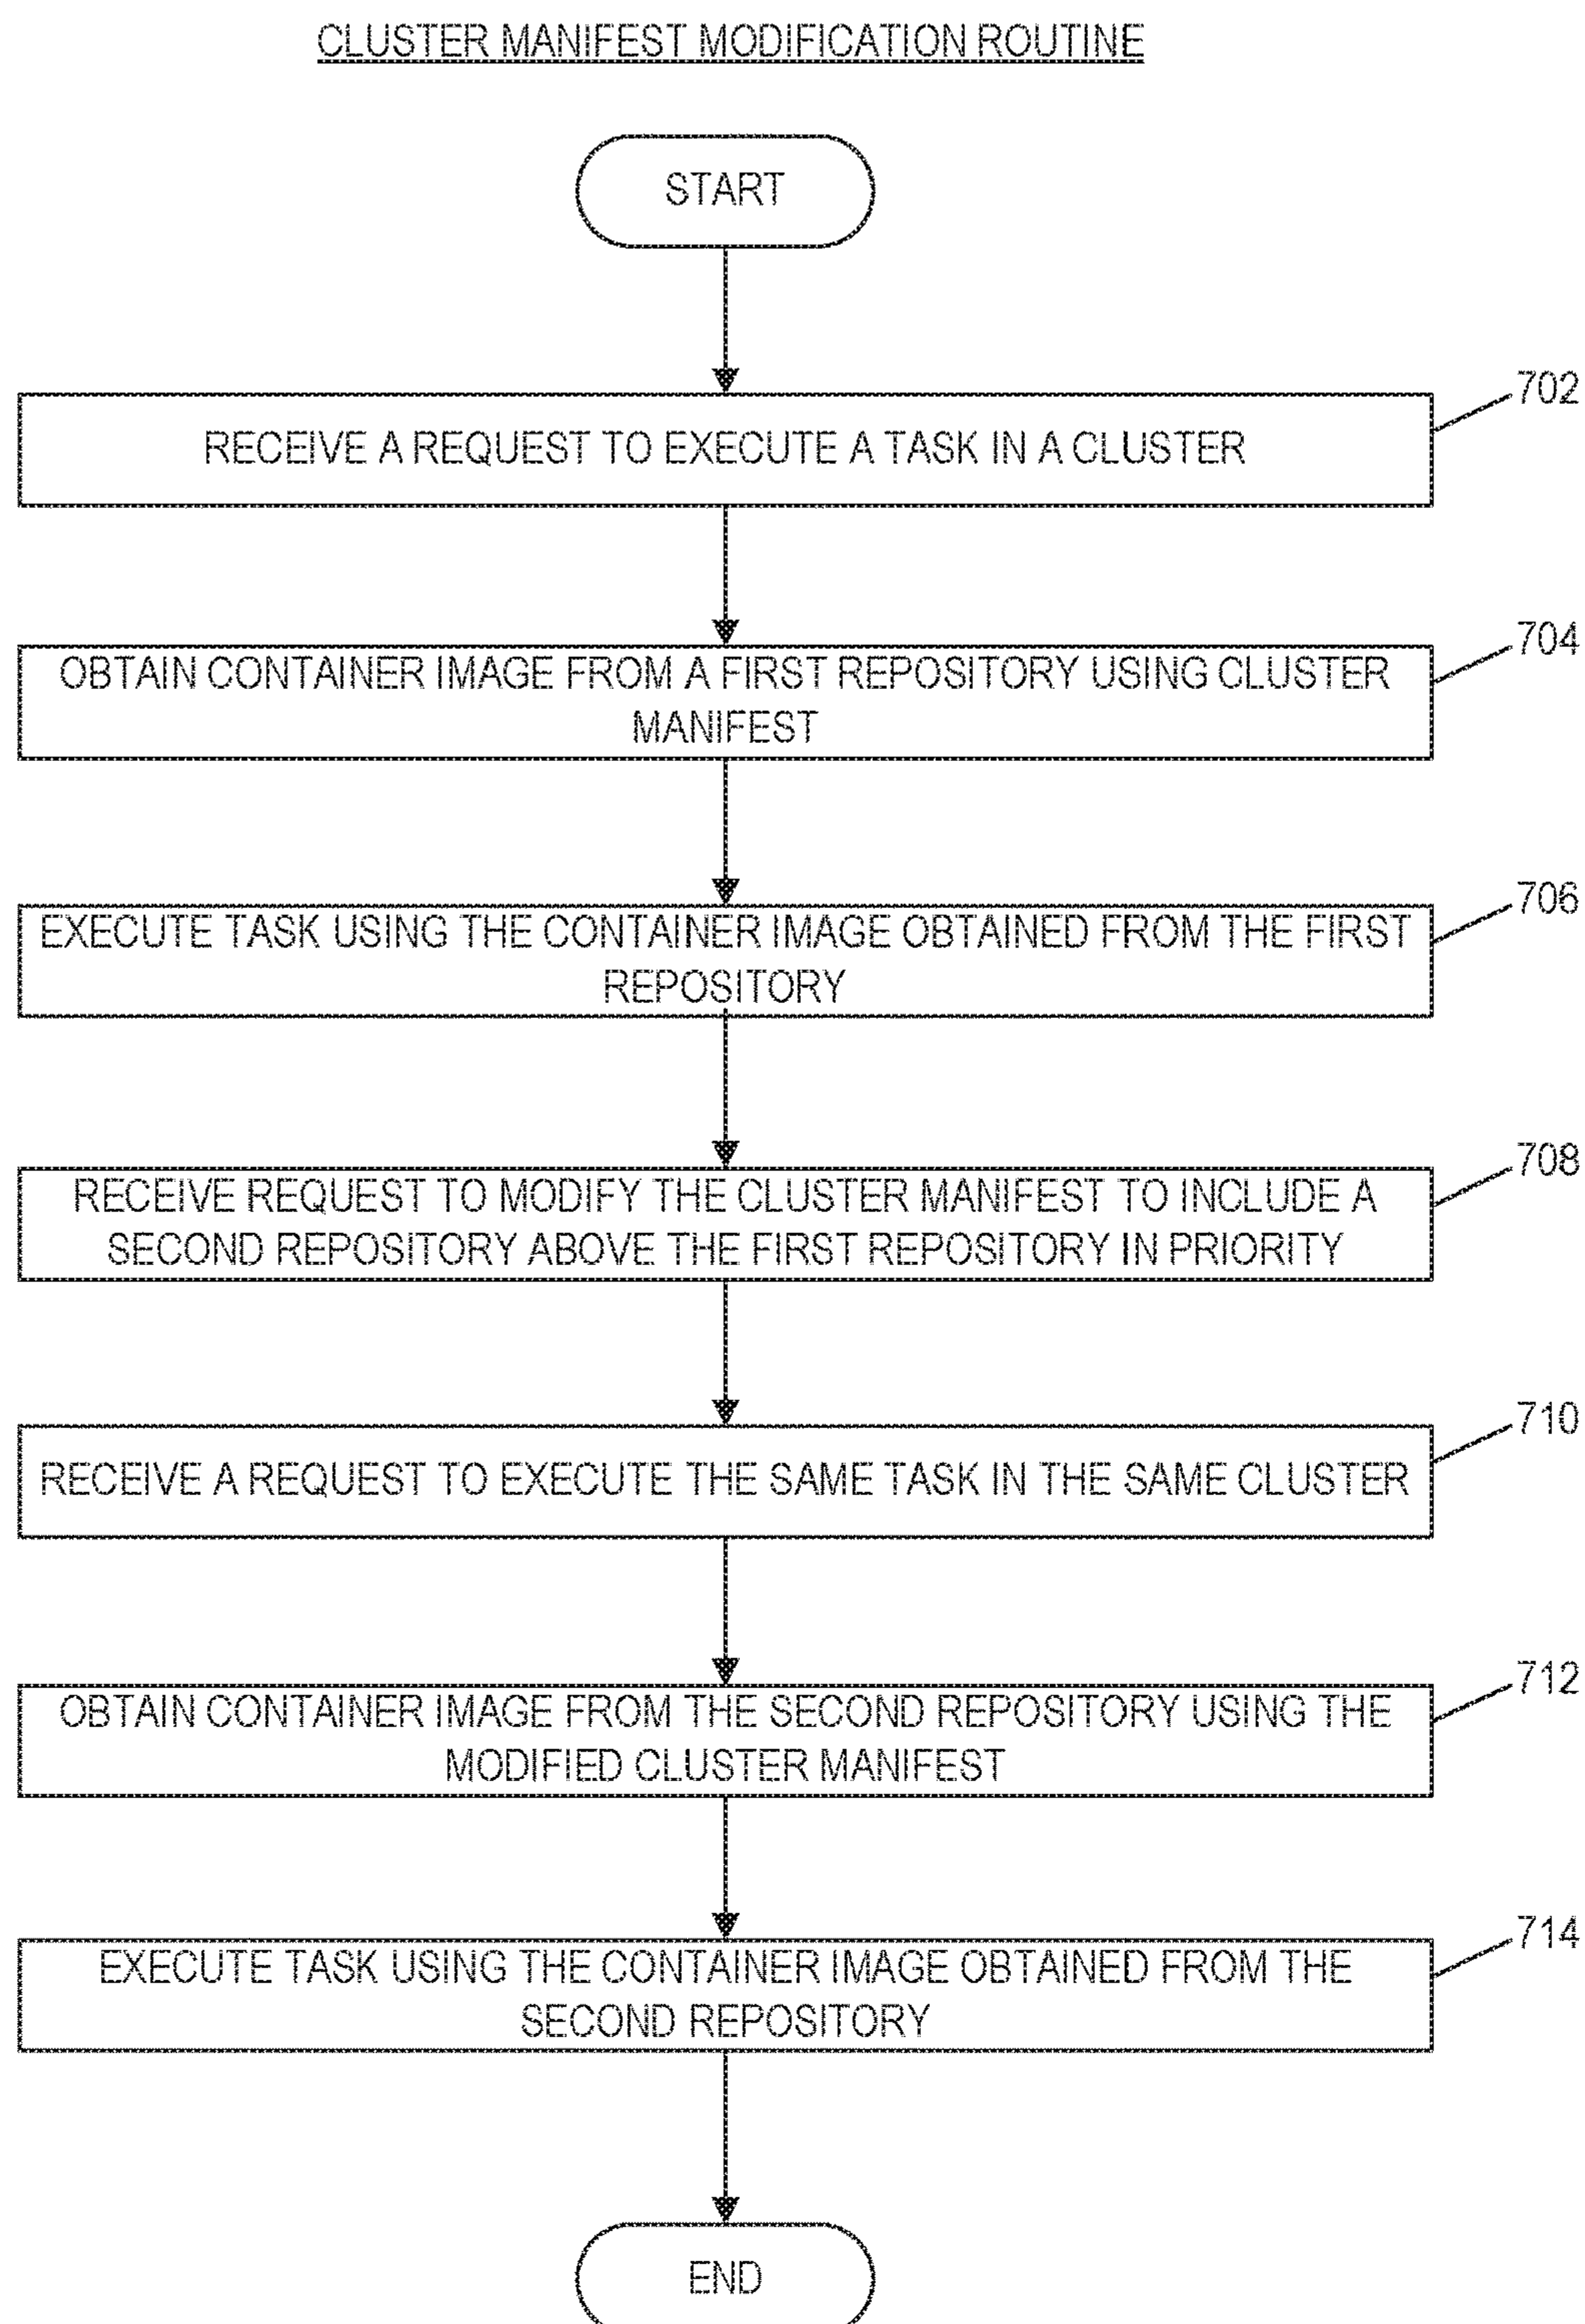 CLUSTER MANIFEST MODIFICATION ROUTINE
START
702
RECEIVE A REQUEST TO EXECUTE A TASK IN A CLUSTER
704
OBTAIN CONTAINER IMAGE FROM A FIRST REPOSITORY USING CLUSTER
MANIFEST
706
EXECUTE TASK USING THE CONTAINER IMAGE OBTAINED FROM THE FIRST
REPOSITORY
708
RECEIVE REQUEST TO MODIFY THE CLUSTER MANIFEST TO INCLUDE A
SECOND REPOSITORY ABOVE THE FIRST REPOSITORY IN PRIORITY
710
RECEIVE A REQUEST TO EXECUTE THE SAME TASK IN THE SAME CLUSTER
712
OBTAIN CONTAINER IMAGE FROM THE SECOND REPOSITORY USING THE
MODIFIED CLUSTER MANIFEST
714
EXECUTE TASK USING THE CONTAINER IMAGE OBTAINED FROM THE
SECOND REPOSITORY
END